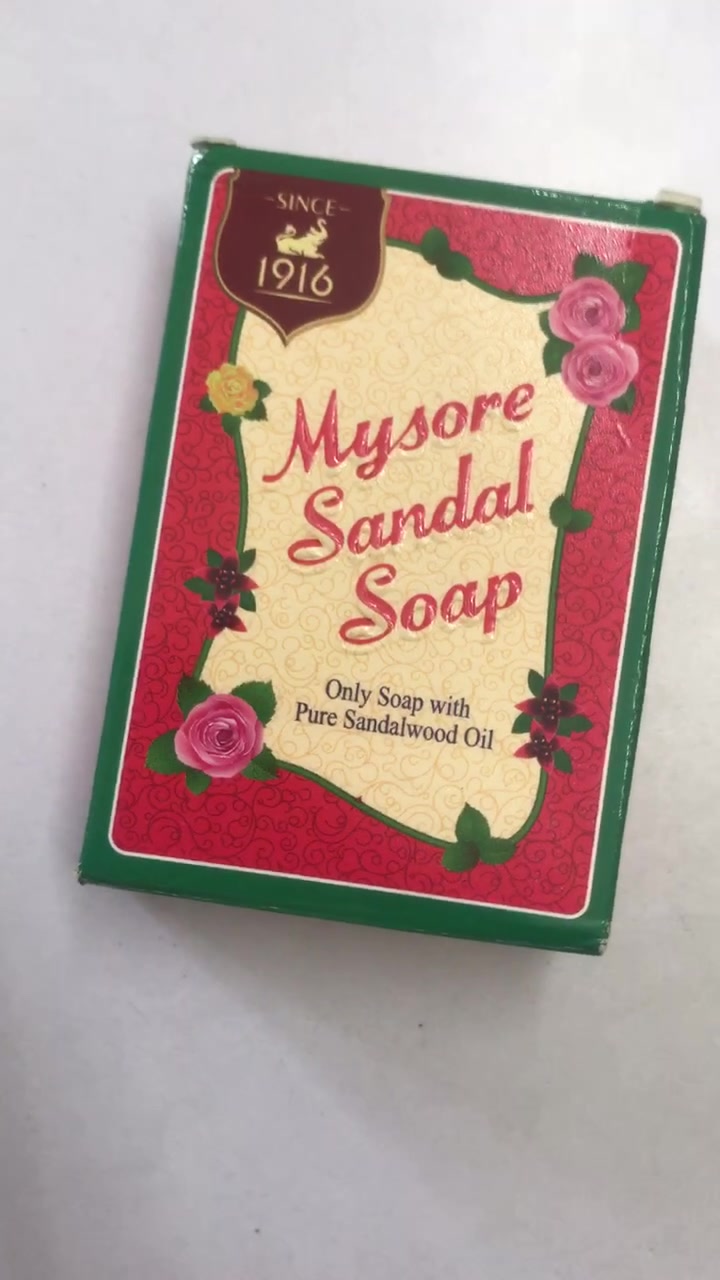 -SINCE-
1916
Mysore
Sandal
Soap
Only Soap with
Pure Sandalwood Oil